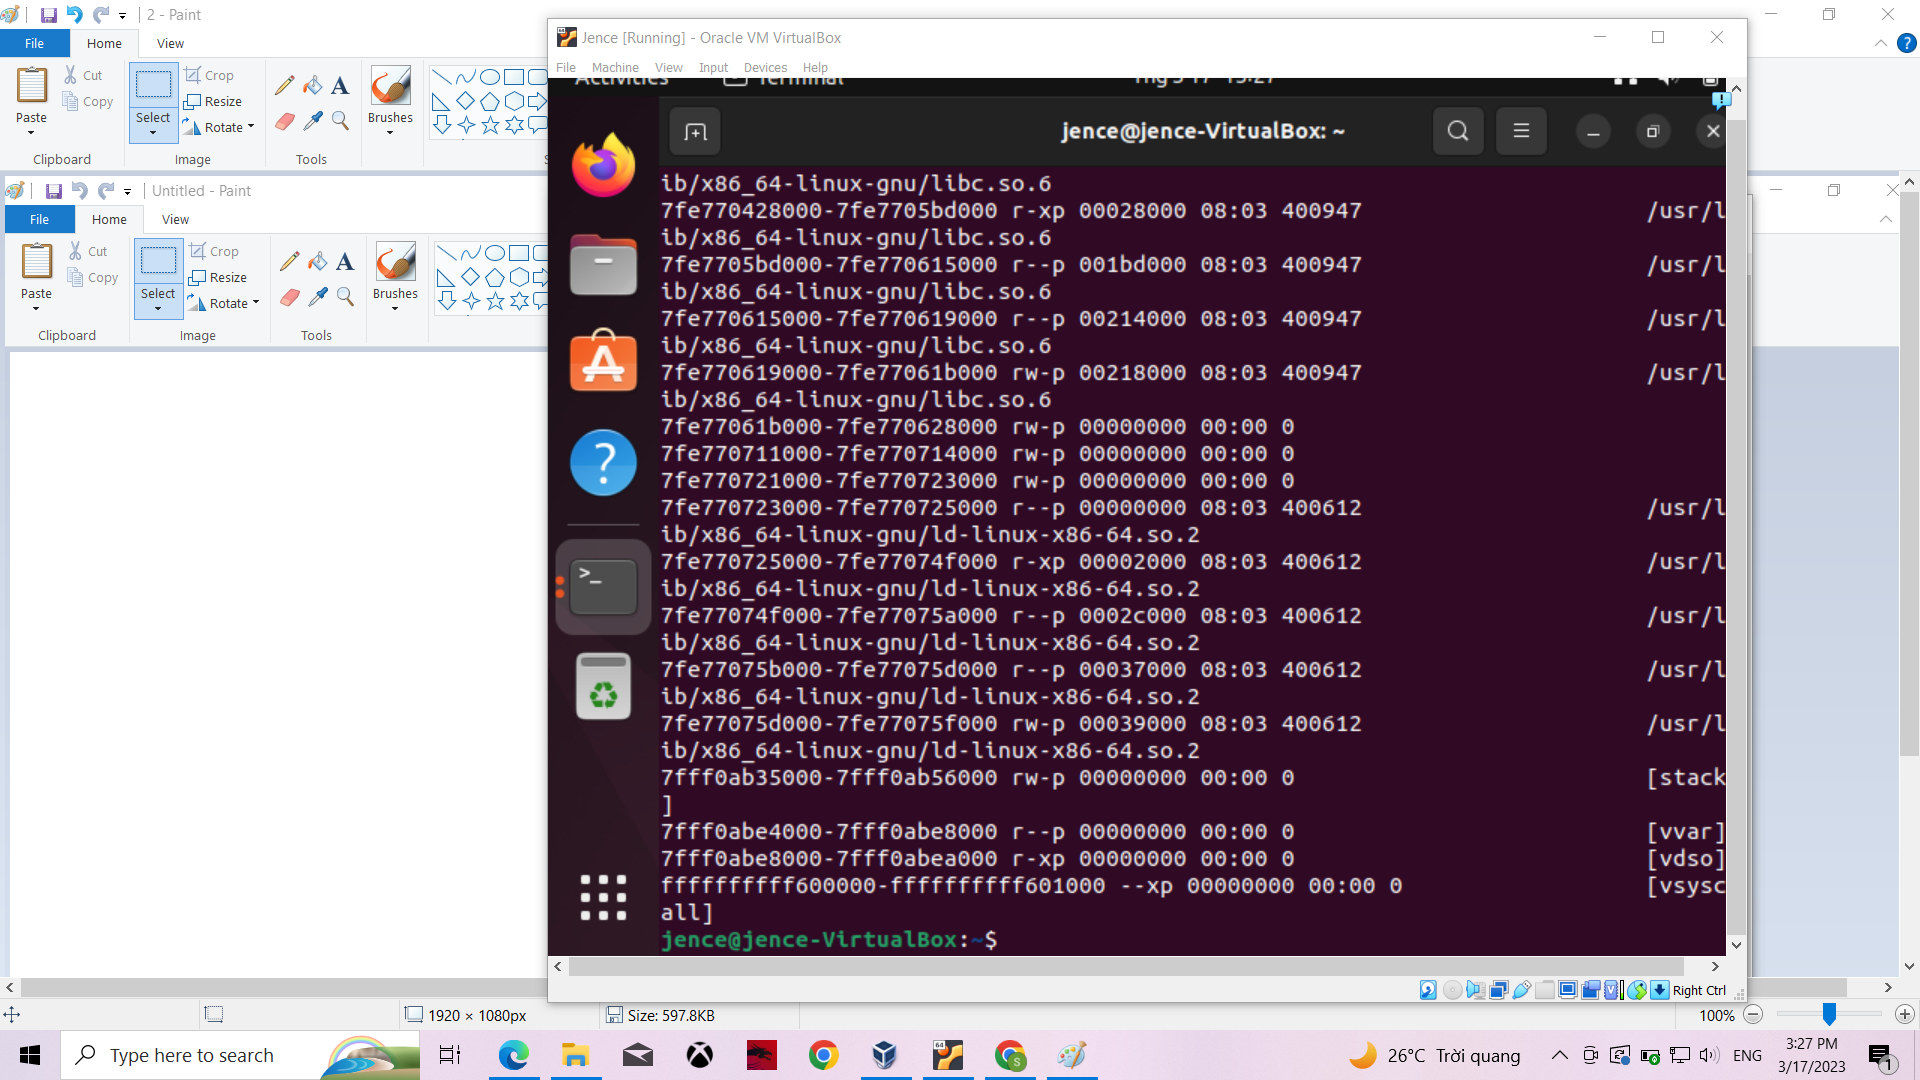 2 - Paint
File Home View
Paste
Cut
Copy
Clipboard
Select
Crop
Resize
Rotate
Image
Tools
Brushes
Untitled - Paint
File Home View
Paste
Cut
Copy
Clipboard
Select
Crop
Resize
Rotate
Image
Tools
Brushes
Jence [Running] - Oracle VM VirtualBox
File Machine View Input Devices Help
Activities Terminal Thg 3 17 15:27
jence@jence-VirtualBox: ~
ib/x86_64-linux-gnu/libc.so.6
7fe770428000-7fe7705bd000 r-xp 00028000 08:03 400947 /usr/l
ib/x86_64-linux-gnu/libc.so.6
7fe7705bd000-7fe770615000 r--p 001bd000 08:03 400947 /usr/l
ib/x86_64-linux-gnu/libc.so.6
7fe770615000-7fe770619000 r--p 00214000 08:03 400947 /usr/l
ib/x86_64-linux-gnu/libc.so.6
7fe770619000-7fe77061b000 rw-p 00218000 08:03 400947 /usr/l
ib/x86_64-linux-gnu/libc.so.6
7fe77061b000-7fe770628000 rw-p 00000000 00:00 0
7fe770711000-7fe770714000 rw-p 00000000 00:00 0
7fe770721000-7fe770723000 rw-p 00000000 00:00 0
7fe770723000-7fe770725000 r--p 00000000 08:03 400612 /usr/l
ib/x86_64-linux-gnu/ld-linux-x86-64.so.2
7fe770725000-7fe77074f000 r-xp 00002000 08:03 400612 /usr/l
ib/x86_64-linux-gnu/ld-linux-x86-64.so.2
7fe77074f000-7fe77075a000 r--p 0002c000 08:03 400612 /usr/l
ib/x86_64-linux-gnu/ld-linux-x86-64.so.2
7fe77075b000-7fe77075d000 r--p 00037000 08:03 400612 /usr/l
ib/x86_64-linux-gnu/ld-linux-x86-64.so.2
7fe77075d000-7fe77075f000 rw-p 00039000 08:03 400612 /usr/l
ib/x86_64-linux-gnu/ld-linux-x86-64.so.2
7fff0ab35000-7fff0ab56000 rw-p 00000000 00:00 0 [stack
]
7fff0abe4000-7fff0abe8000 r--p 00000000 00:00 0 [vvar]
7fff0abe8000-7fff0abea000 r-xp 00000000 00:00 0 [vdso]
ffffffffff600000-ffffffffff601000 --xp 00000000 00:00 0 [vsysc
all]
jence@jence-VirtualBox:~$
Right Ctrl
1920 × 1080px Size: 597.8KB 100%
Type here to search
26°C Trời quang
ENG
3:27 PM
3/17/2023
1